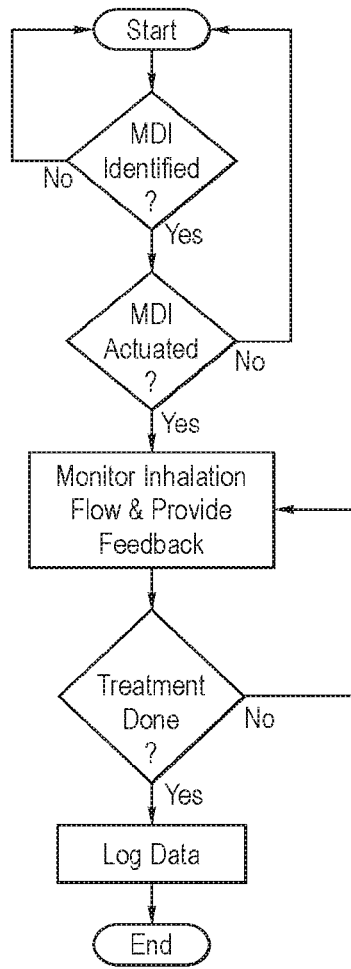 Start
MDI
Identified
?
No
Yes
MDI
Actuated
?
No
Yes
Monitor Inhalation
Flow & Provide
Feedback
Treatment
Done
?
No
Yes
Log Data
End